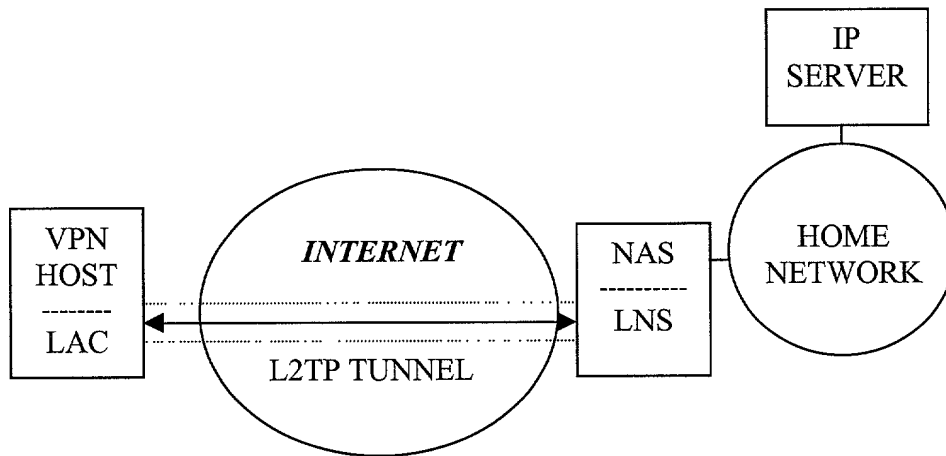 IP
SERVER
VPN
HOST
--------
LAC
INTERNET
L2TP TUNNEL
NAS
----------
LNS
HOME
NETWORK